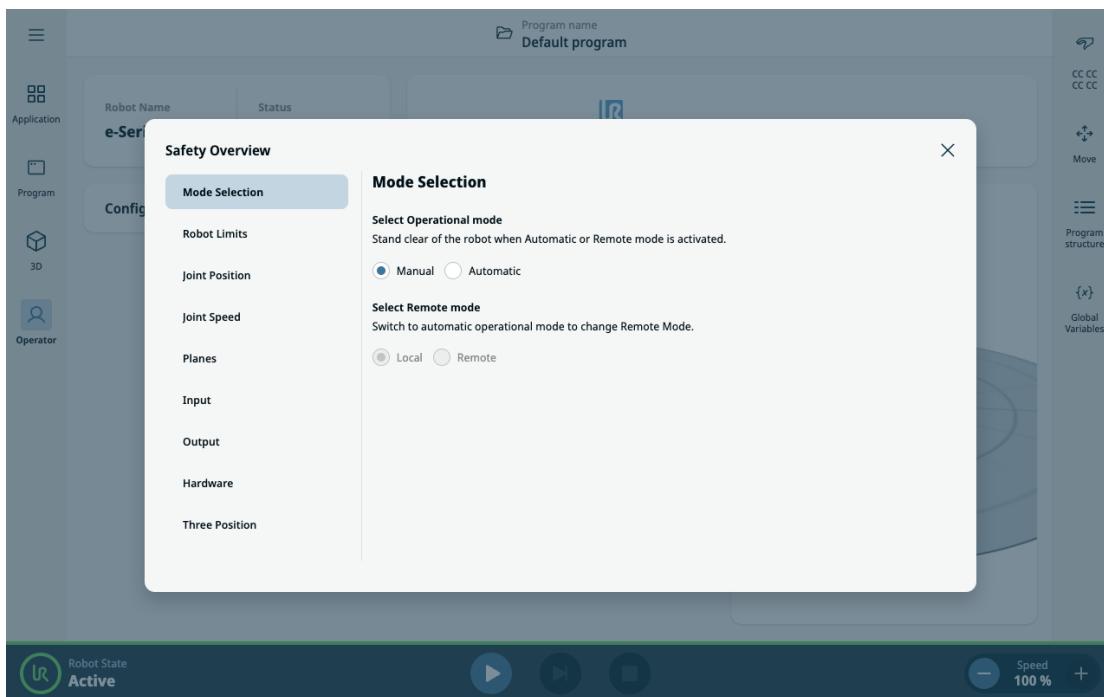 Program name
Default program
Application
Program
3D
Operator
Robot Name
Status
e-Seri
Config
Safety Overview
Mode Selection
Robot Limits
Joint Position
Joint Speed
Planes
Input
Output
Hardware
Three Position
Mode Selection
Select Operational mode
Stand clear of the robot when Automatic or Remote mode is activated.
Manual
Automatic
Select Remote mode
Switch to automatic operational mode to change Remote Mode.
Local
Remote
CC CC
CC CC
Move
Program
structure
{x}
Global
Variables
UR
Robot State
Active
Speed
100 %